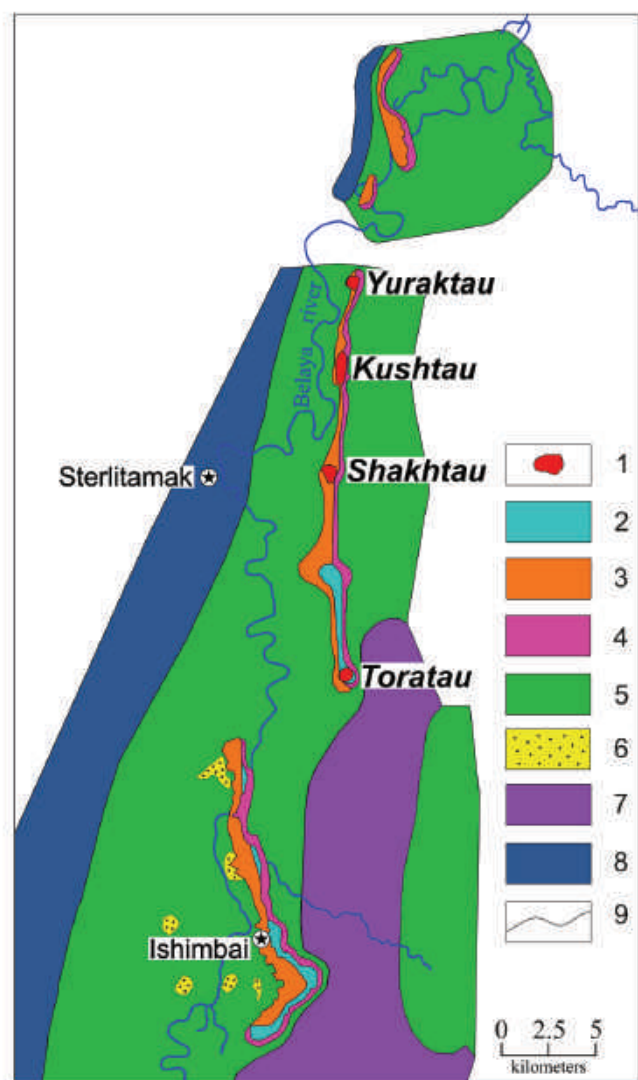 Yuraktau
Belaya river
Kushtau
Sterlitamak
Shakhtau
1
2
3
Toratau
4
5
6
7
8
9
Ishimbai
0 2.5 5
kilometers